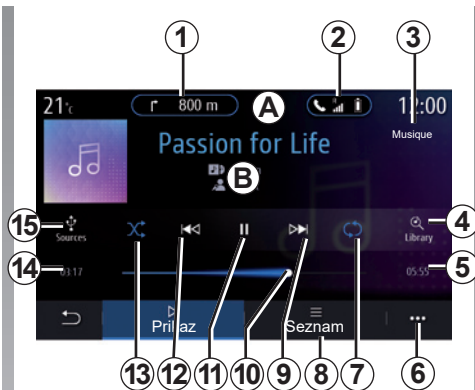 1 2 3
21°c 800 m A 12:00
Musique
Passion for Life
B
15 4
Sources Library
14 03:17 05:55 5
Prikaz Seznam
13 12 11 10 9 8 7 6